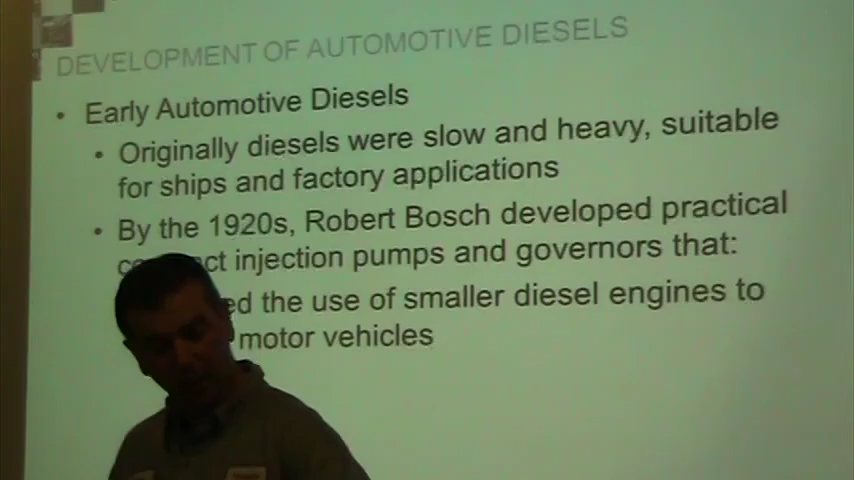 DEVELOPMENT OF AUTOMOTIVE DIESELS
• Early Automotive Diesels
• Originally diesels were slow and heavy, suitable
for ships and factory applications
• By the 1920s, Robert Bosch developed practical
injection pumps and governors that:
the use of smaller diesel engines to
motor vehicles